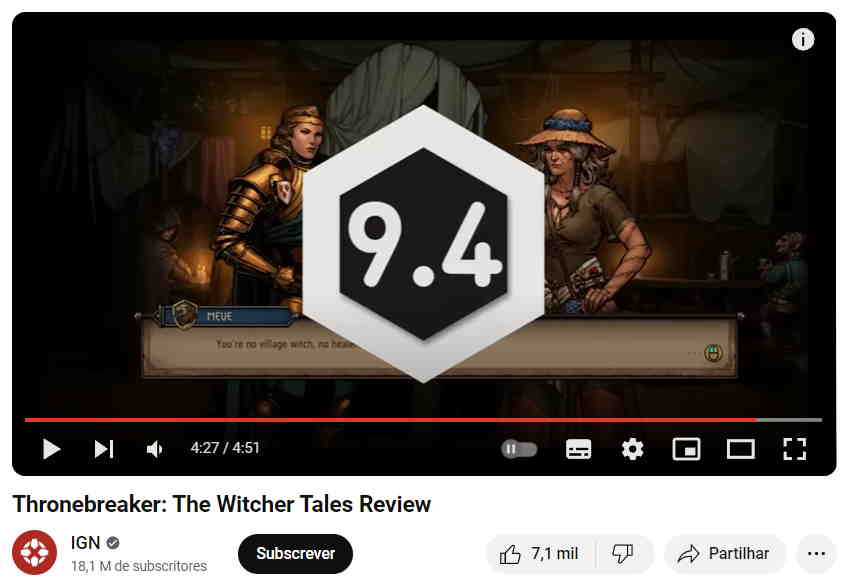 9.4
MEVE
You're no village witch, no heale
4:27 / 4:51
Thronebreaker: The Witcher Tales Review
IGN
18,1 M de subscritores
Subscrever
7,1 mil
Partilhar